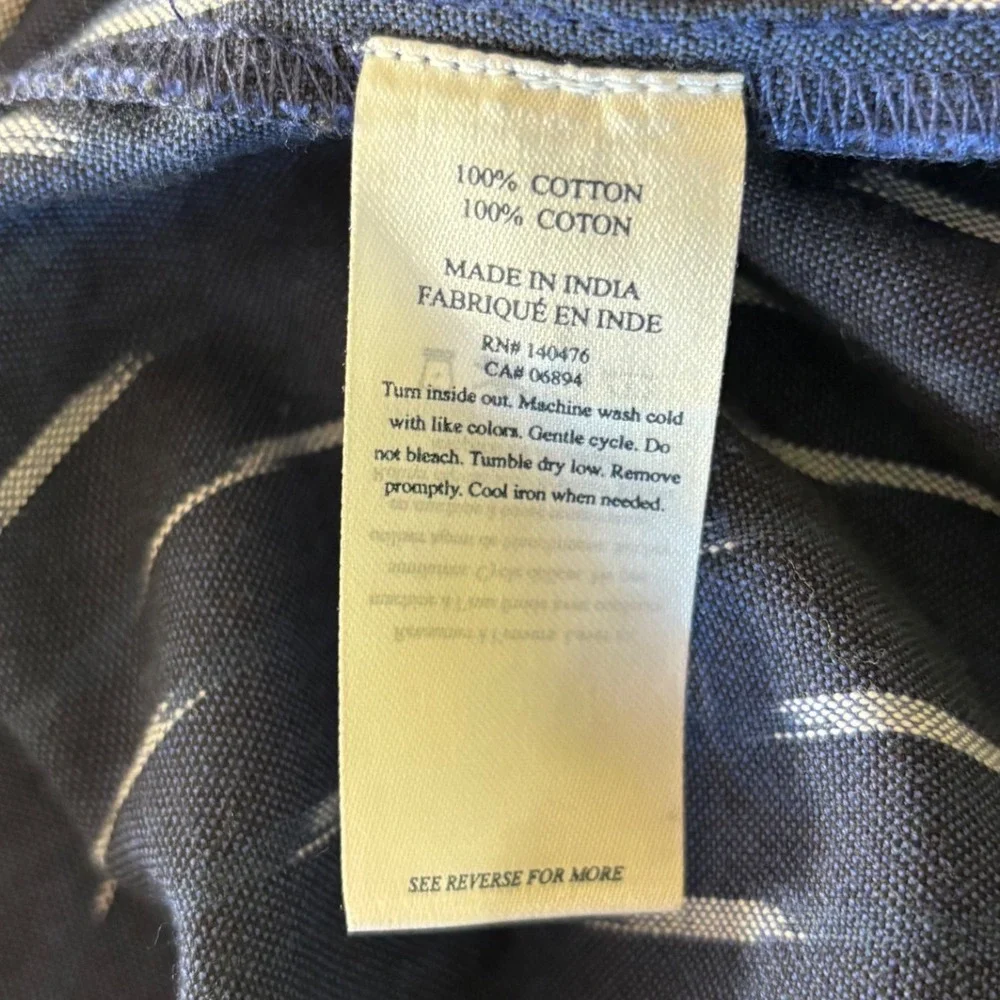 100% COTTON
100% COTON
MADE IN INDIA
FABRIQUÉ EN INDE
RN# 140476
CA# 06894
Turn inside out. Machine wash cold
with like colors. Gentle cycle. Do
not bleach. Tumble dry low. Remove
promptly. Cool iron when needed.
SEE REVERSE FOR MORE